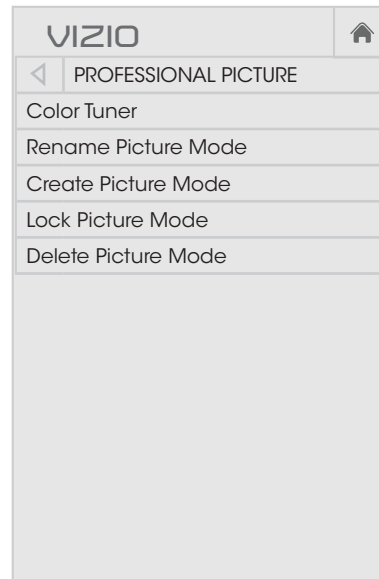 VIZIO
PROFESSIONAL PICTURE
Color Tuner
Rename Picture Mode
Create Picture Mode
Lock Picture Mode
Delete Picture Mode